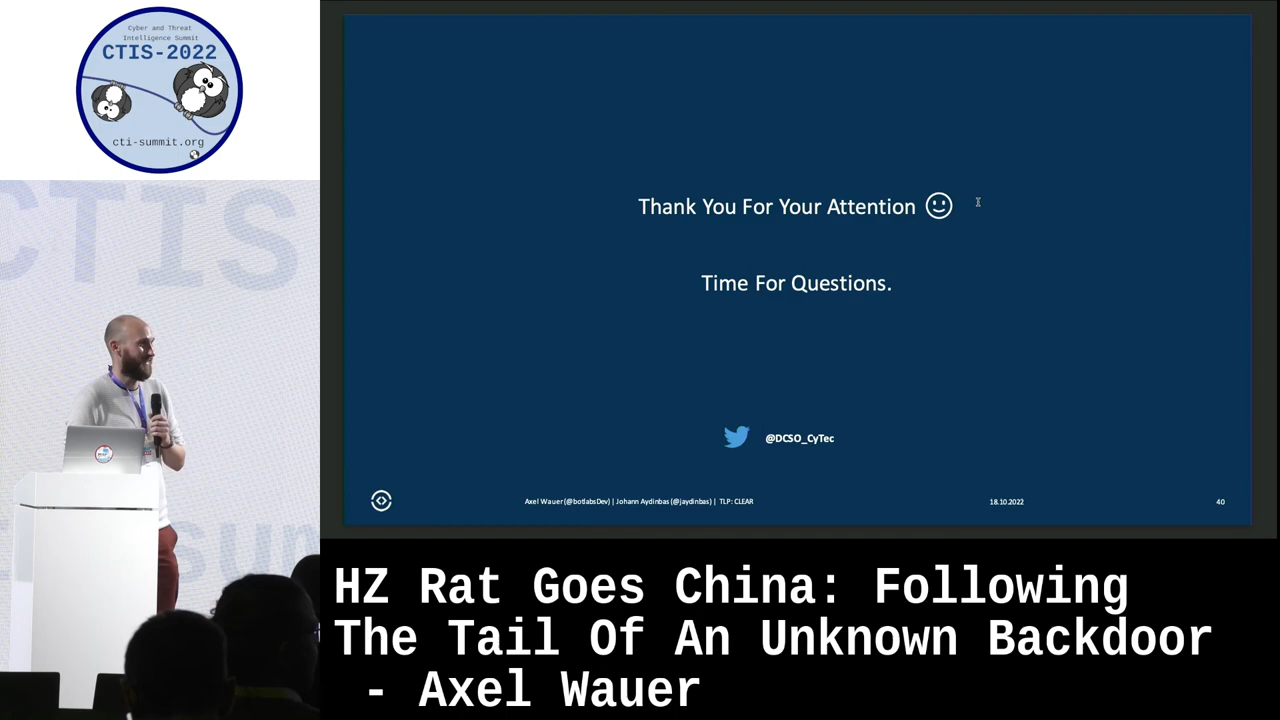 Cyber and Threat
Intelligence Summit
CTIS-2022
cti-summit.org
CTIS
sum
Thank You For Your Attention
Time For Questions.
@DCSO_CyTec
Axel Wauer (@botlabsDev) | Johann Aydinbas (@jaydinbas) | TLP: CLEAR
18.10.2022
40
HZ Rat Goes China: Following
The Tail Of An Unknown Backdoor
- Axel Wauer